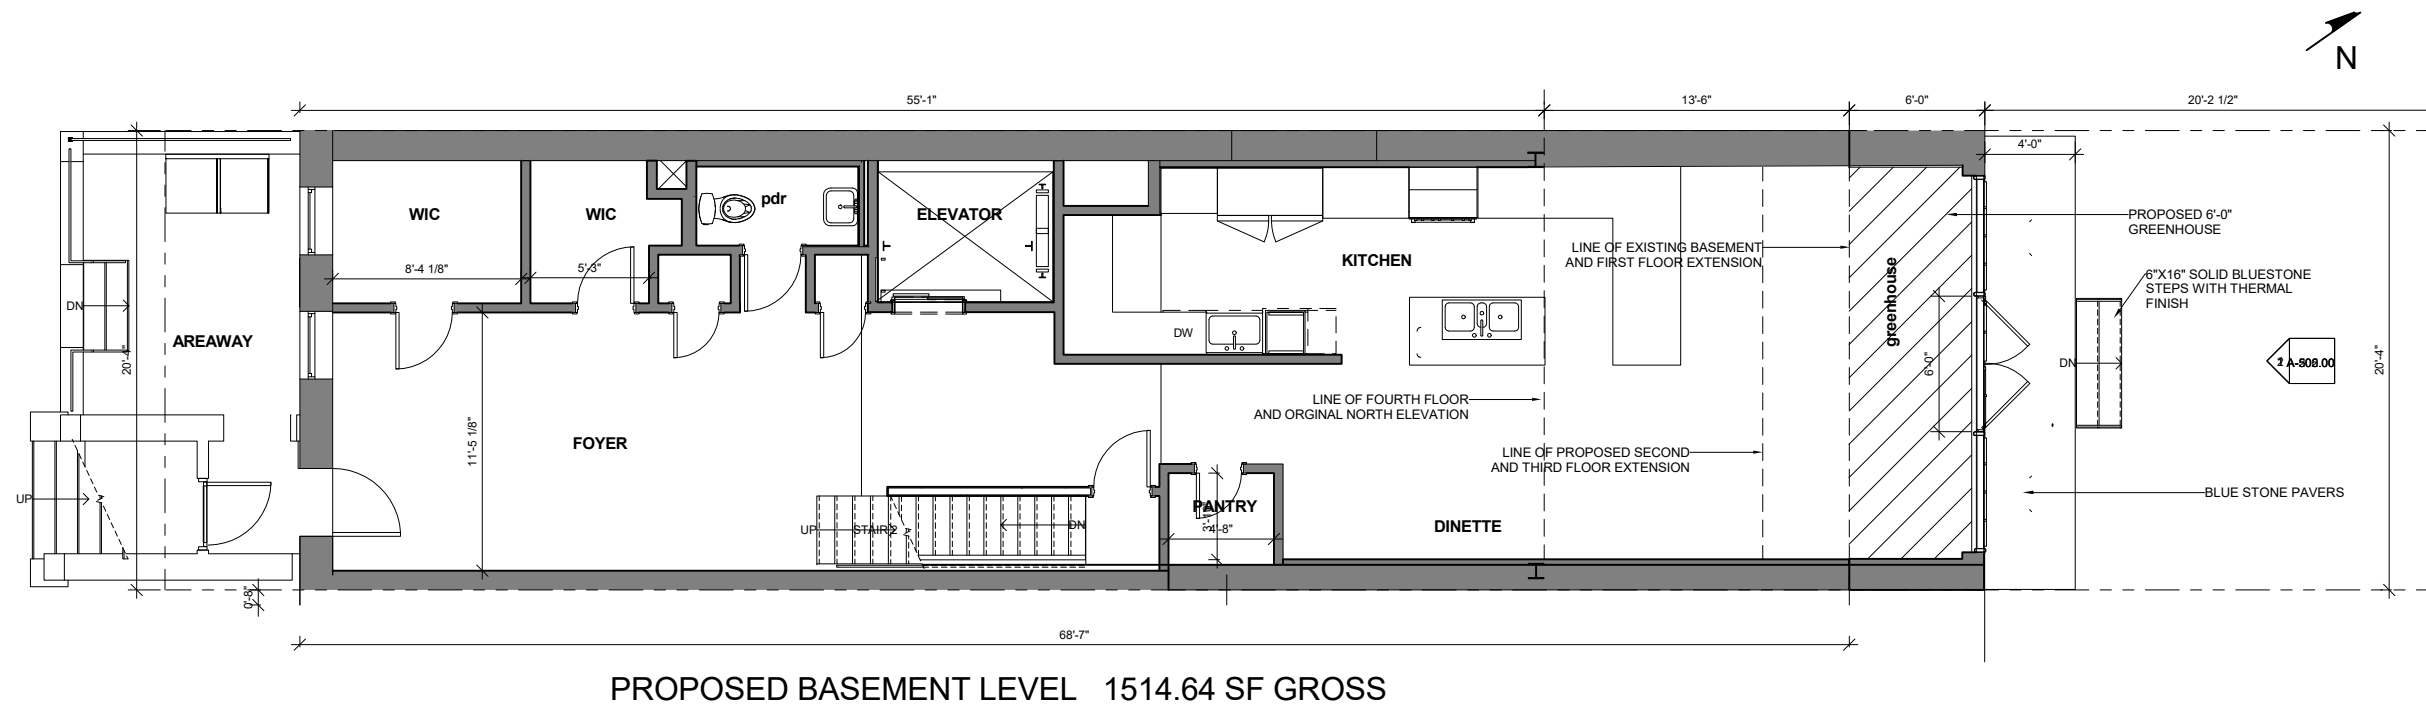 N
55'-1"
13'-6"
6'-0"
20'-2 1/2"
4'-0"
WIC
WIC
pdr
ELEVATOR
PROPOSED 6'-0"
GREENHOUSE
LINE OF EXISTING BASEMENT
AND FIRST FLOOR EXTENSION
KITCHEN
8'-4 1/8"
5'-3"
greenhouse
6"X16" SOLID BLUESTONE
STEPS WITH THERMAL
FINISH
DN
AREAWAY
20'-4"
DW
6'-0"
DN
20'-4"
LINE OF FOURTH FLOOR
AND ORGINAL NORTH ELEVATION
FOYER
11'-5 1/8"
LINE OF PROPOSED SECOND
AND THIRD FLOOR EXTENSION
UP
PANTRY
4'-8"
BLUE STONE PAVERS
UP
STAIR 2
DN
DINETTE
0'-8"
68'-7"
PROPOSED BASEMENT LEVEL 1514.64 SF GROSS